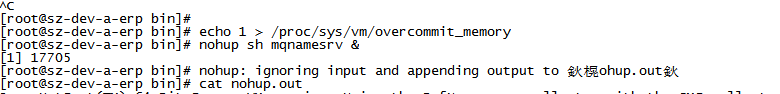 ^C
[root@sz-dev-a-erp bin]#
[root@sz-dev-a-erp bin]# echo 1 > /proc/sys/vm/overcommit_memory
[root@sz-dev-a-erp bin]# nohup sh mqnamesrv &
[1] 17705
[root@sz-dev-a-erp bin]# nohup: ignoring input and appending output to 鈥榥ohup.out鈥
[root@sz-dev-a-erp bin]# cat nohup.out